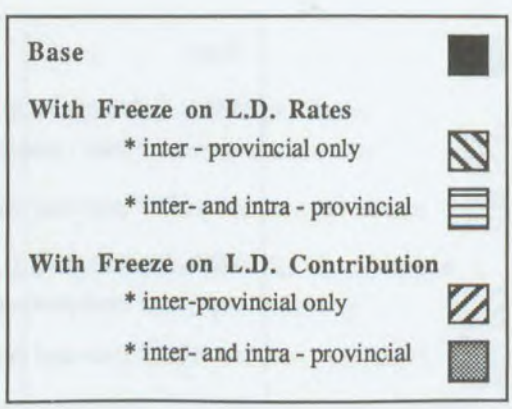 Base
With Freeze on L.D. Rates
* inter - provincial only
* inter- and intra - provincial
With Freeze on L.D. Contribution
* inter-provincial only
* inter- and intra - provincial